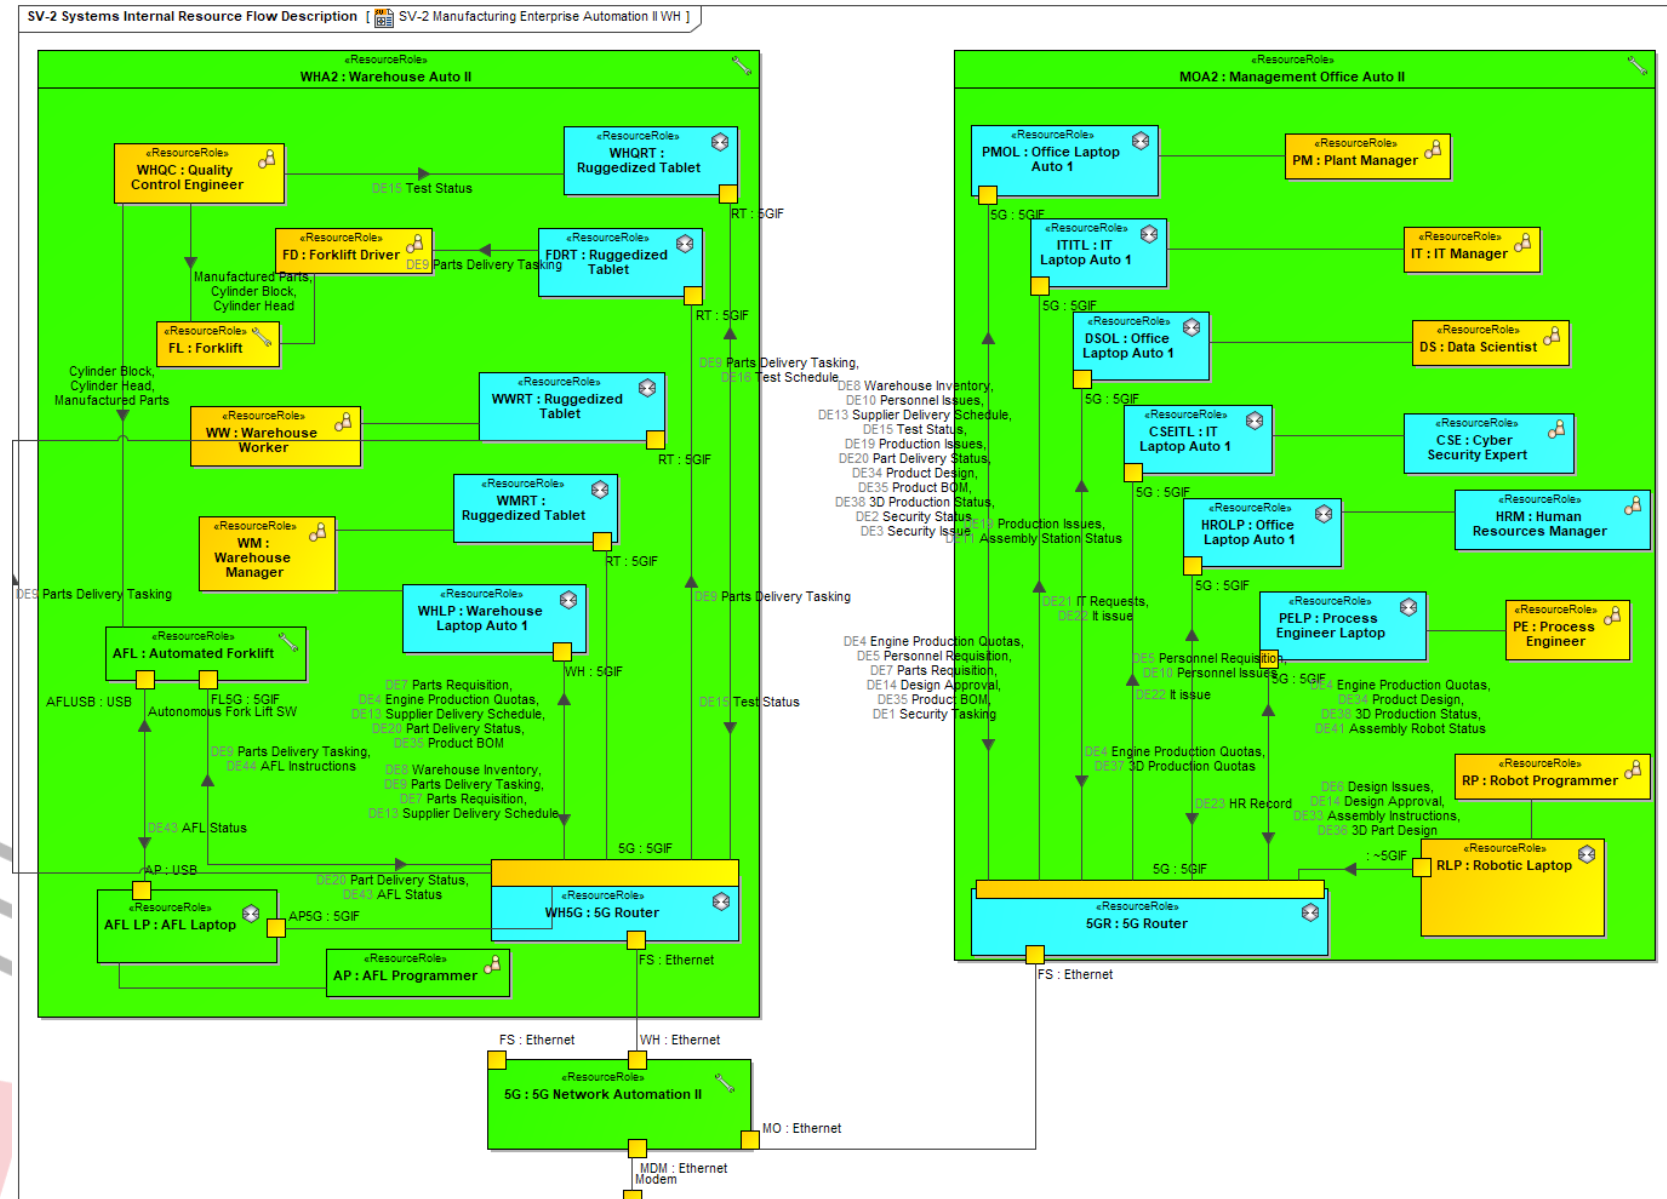 SV-2 Systems Internal Resource Flow Description [ SV-2 Manufacturing Enterprise Automation II WH ]
«ResourceRole»
WHA2 : Warehouse Auto II
«ResourceRole»
WHQC : Quality
Control Engineer
DE15 Test Status
«ResourceRole»
WHQRT :
Ruggedized Tablet
RT : 5GIF
«ResourceRole»
FD : Forklift Driver
DE9 Parts Delivery Tasking
«ResourceRole»
FDRT : Ruggedized
Tablet
RT : 5GIF
Manufactured Parts,
Cylinder Block,
Cylinder Head
«ResourceRole»
FL : Forklift
Cylinder Block,
Cylinder Head,
Manufactured Parts
DE9 Parts Delivery Tasking,
DE16 Test Schedule
«ResourceRole»
WWRT : Ruggedized
Tablet
RT : 5GIF
«ResourceRole»
WW : Warehouse
Worker
«ResourceRole»
WMRT :
Ruggedized Tablet
RT : 5GIF
«ResourceRole»
WM :
Warehouse
Manager
«ResourceRole»
WHLP : Warehouse
Laptop Auto 1
WH : 5GIF
DE9 Parts Delivery Tasking
DE9 Parts Delivery Tasking
«ResourceRole»
AFL : Automated Forklift
AFLUSB : USB
FL5G : 5GIF
Autonomous Fork Lift SW
DE7 Parts Requisition,
DE4 Engine Production Quotas,
DE13 Supplier Delivery Schedule,
DE20 Part Delivery Status,
DE35 Product BOM
DE15 Test Status
DE9 Parts Delivery Tasking,
DE44 AFL Instructions
DE8 Warehouse Inventory,
DE9 Parts Delivery Tasking,
DE7 Parts Requisition,
DE13 Supplier Delivery Schedule
DE43 AFL Status
5G : 5GIF
AP : USB
DE20 Part Delivery Status,
DE43 AFL Status
«ResourceRole»
AFL LP : AFL Laptop
AP5G : 5GIF
«ResourceRole»
WH5G : 5G Router
FS : Ethernet
«ResourceRole»
AP : AFL Programmer
FS : Ethernet
WH : Ethernet
«ResourceRole»
5G : 5G Network Automation II
MO : Ethernet
MDM : Ethernet
Modem
«ResourceRole»
MOA2 : Management Office Auto II
«ResourceRole»
PMOL : Office Laptop
Auto 1
5G : 5GIF
«ResourceRole»
PM : Plant Manager
«ResourceRole»
ITITL : IT
Laptop Auto 1
5G : 5GIF
«ResourceRole»
IT : IT Manager
«ResourceRole»
DSOL : Office
Laptop Auto 1
5G : 5GIF
«ResourceRole»
DS : Data Scientist
«ResourceRole»
CSEITL : IT
Laptop Auto 1
5G : 5GIF
«ResourceRole»
CSE : Cyber
Security Expert
«ResourceRole»
HROLP : Office
Laptop Auto 1
5G : 5GIF
«ResourceRole»
HRM : Human
Resources Manager
«ResourceRole»
PELP : Process
Engineer Laptop
5G : 5GIF
«ResourceRole»
PE : Process
Engineer
DE8 Warehouse Inventory,
DE10 Personnel Issues,
DE13 Supplier Delivery Schedule,
DE15 Test Status,
DE19 Production Issues,
DE20 Part Delivery Status,
DE34 Product Design,
DE35 Product BOM,
DE38 3D Production Status,
DE2 Security Status,
DE3 Security Issue
DE19 Production Issues,
DE11 Assembly Station Status
DE21 IT Requests,
DE22 It issue
DE4 Engine Production Quotas,
DE5 Personnel Requisition,
DE7 Parts Requisition,
DE14 Design Approval,
DE35 Product BOM,
DE1 Security Tasking
DE5 Personnel Requisition,
DE10 Personnel Issues
DE22 It issue
DE4 Engine Production Quotas,
DE34 Product Design,
DE38 3D Production Status,
DE41 Assembly Robot Status
DE4 Engine Production Quotas,
DE37 3D Production Quotas
DE23 HR Record
DE6 Design Issues,
DE14 Design Approval,
DE33 Assembly Instructions,
DE36 3D Part Design
«ResourceRole»
RP : Robot Programmer
: ~5GIF
«ResourceRole»
RLP : Robotic Laptop
5G : 5GIF
«ResourceRole»
5GR : 5G Router
FS : Ethernet